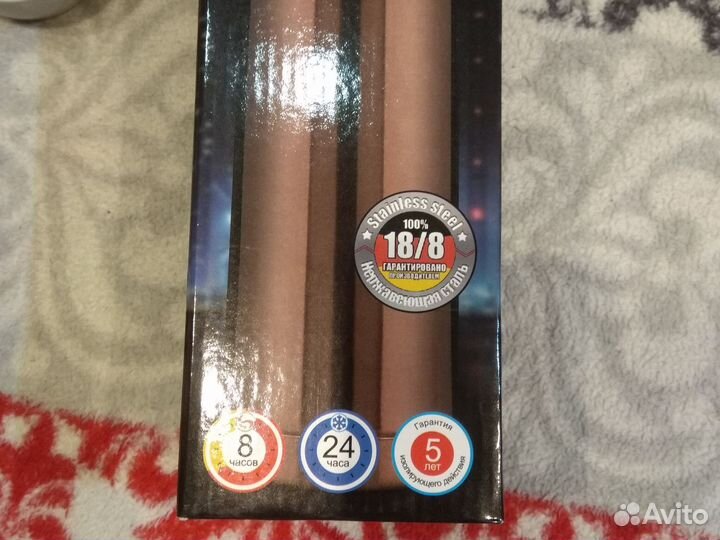 Stainless steel
100%
18/8
ГАРАНТИРОВАНО
ПРОИЗВОДИТЕЛЕМ
Нержавеющая сталь
8
часов
24
часа
Гарантия
5
лет
изолирующего действия
Avito